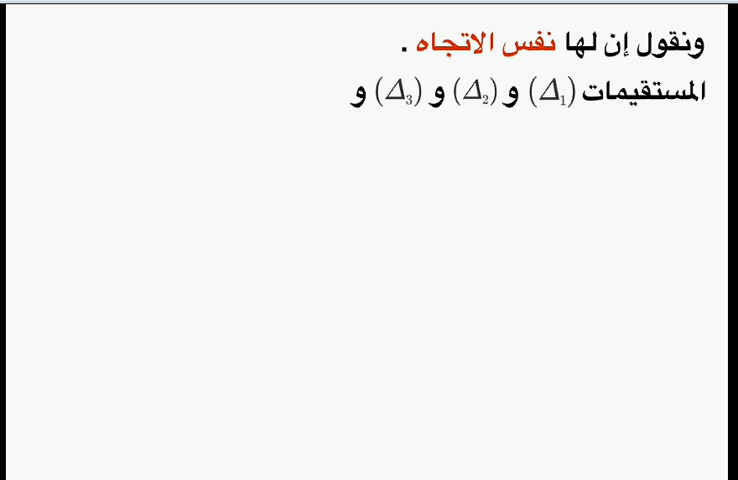 ونقول إن لها نفس الاتجاه .
المستقيمات (Δ₁) و (Δ₂) و (Δ₃) و